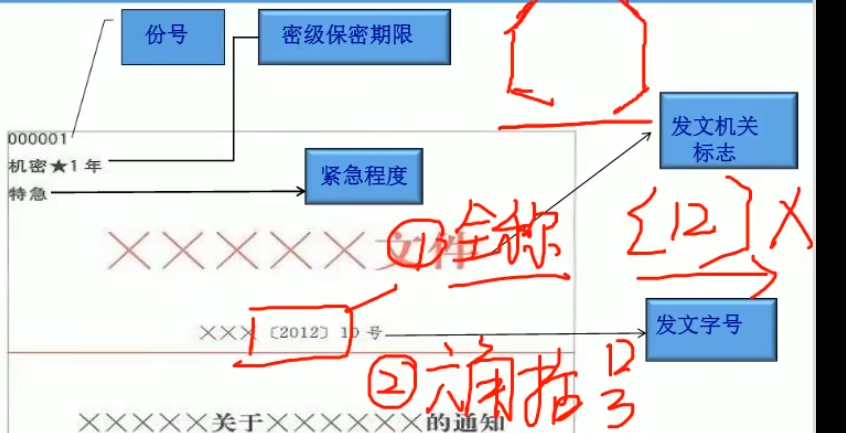 份号
密级保密期限
000001
机密★1 年
特急
紧急程度
发文机关
标志
×××××文件
①全称
〔12〕X
×××〔2012〕10 号
发文字号
②六角括号
×××××关于××××××的通知